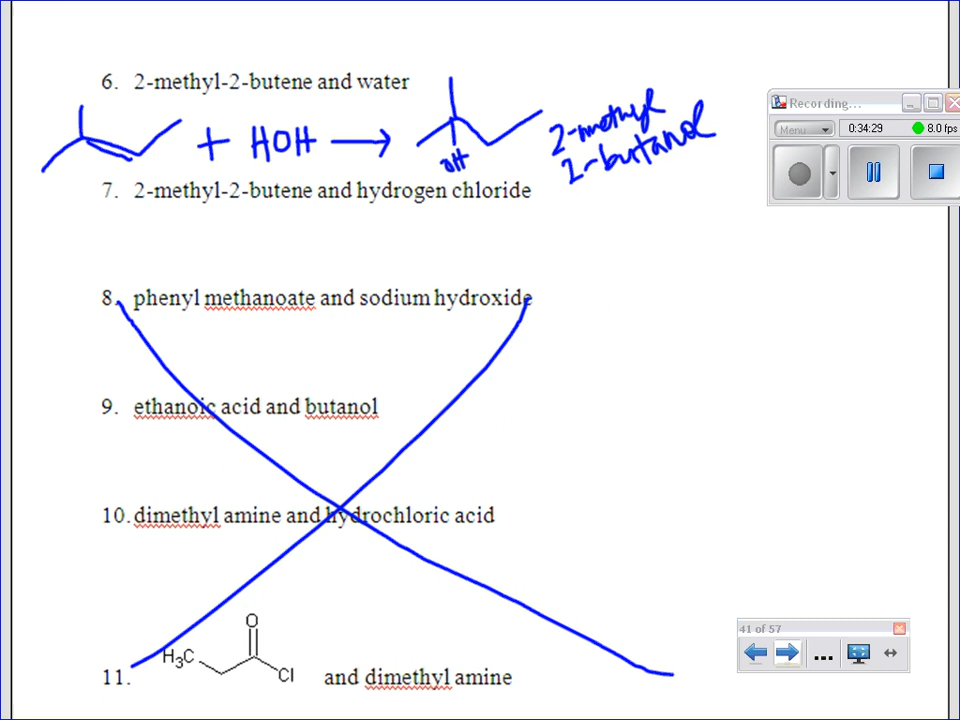 6. 2-methyl-2-butene and water
+ HOH →
OH
2-methyl
2-butanol
7. 2-methyl-2-butene and hydrogen chloride
8. phenyl methanoate and sodium hydroxide
9. ethanoic acid and butanol
10. dimethyl amine and hydrochloric acid
O
H3C
Cl
11. and dimethyl amine
Recording...
Menu 0:34:29 8.0 fps
41 of 57
...